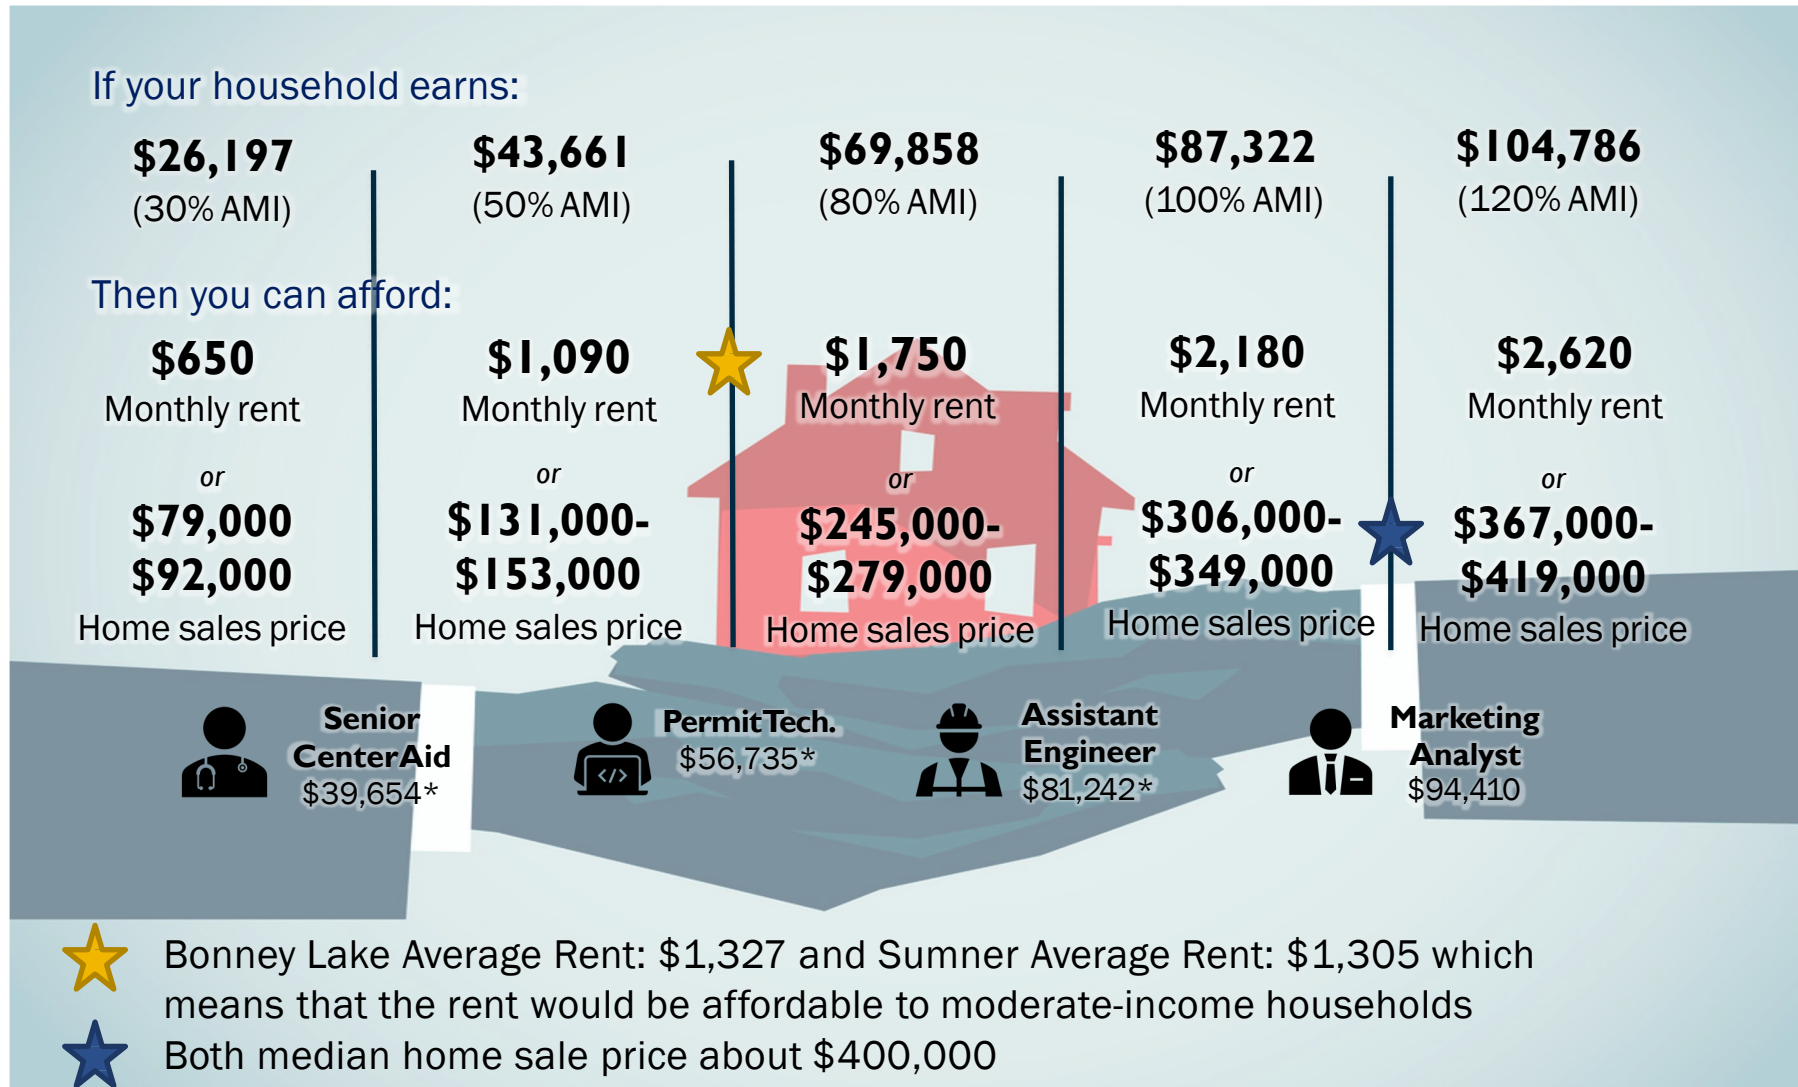 If your household earns:
$26,197
(30% AMI)
$43,661
(50% AMI)
$69,858
(80% AMI)
$87,322
(100% AMI)
$104,786
(120% AMI)
Then you can afford:
$650
Monthly rent
or
$79,000
$92,000
Home sales price
$1,090
Monthly rent
or
$131,000-
$153,000
Home sales price
$1,750
Monthly rent
or
$245,000-
$279,000
Home sales price
$2,180
Monthly rent
or
$306,000-
$349,000
Home sales price
$2,620
Monthly rent
or
$367,000-
$419,000
Home sales price
Senior
Center Aid
$39,654*
</>
Permit Tech.
$56,735*
Assistant
Engineer
$81,242*
Marketing
Analyst
$94,410
Bonney Lake Average Rent: $1,327 and Sumner Average Rent: $1,305 which
means that the rent would be affordable to moderate-income households
Both median home sale price about $400,000